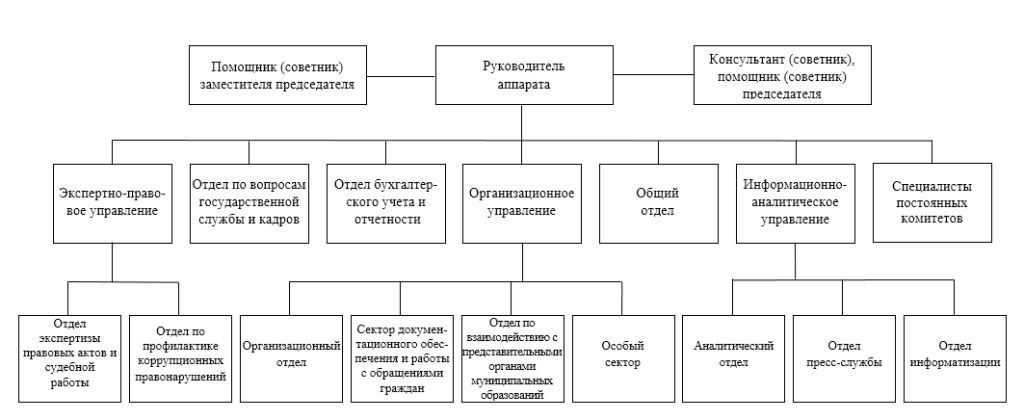 Помощник (советник)
заместителя председателя
Руководитель
аппарата
Консультант (советник),
помощник (советник)
председателя
Экспертно-право-
вое управление
Отдел по вопросам
государственной
службы и кадров
Отдел бухгалтер-
ского учета и
отчетности
Организационное
управление
Общий
отдел
Информационно-
аналитическое
управление
Специалисты
постоянных
комитетов
Отдел
экспертизы
правовых актов и
судебной
работы
Отдел по
профилактике
коррупционных
правонарушений
Организационный
отдел
Сектор докумен-
тационного обес-
печения и работы
с обращениями
граждан
Отдел по
взаимодействию с
представительными
органами
муниципальных
образований
Особый
сектор
Аналитический
отдел
Отдел
пресс-службы
Отдел
информатизации